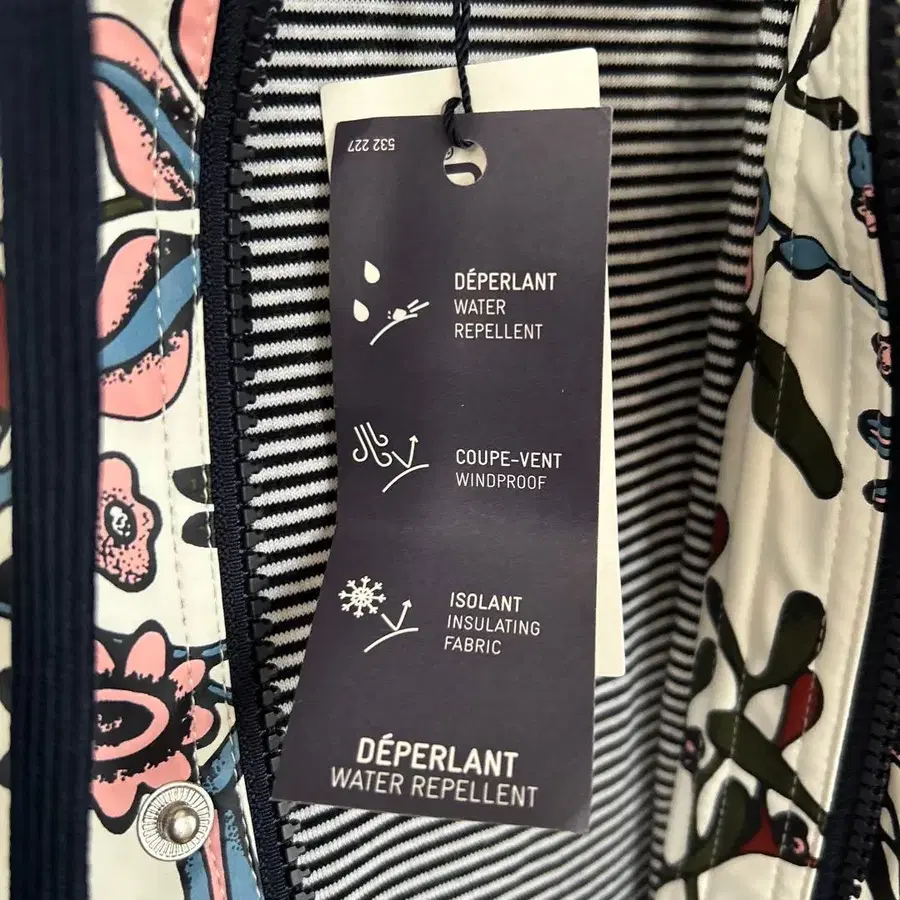 532 227
DÉPERLANT
WATER
REPELLENT
COUPE-VENT
WINDPROOF
ISOLANT
INSULATING
FABRIC
DÉPERLANT
WATER REPELLENT